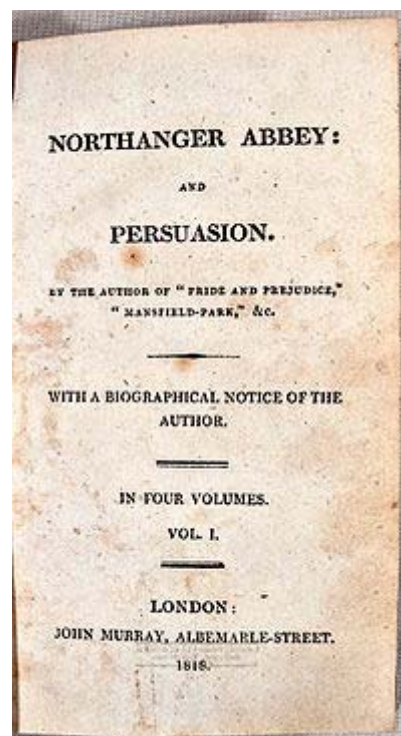 NORTHANGER ABBEY:
AND
PERSUASION.
BY THE AUTHOR OF "PRIDE AND PREJUDICE,"
"MANSFIELD-PARK," &C.
WITH A BIOGRAPHICAL NOTICE OF THE
AUTHOR.
IN FOUR VOLUMES.
VOL. I.
LONDON:
JOHN MURRAY, ALBEMARLE-STREET.
1818.